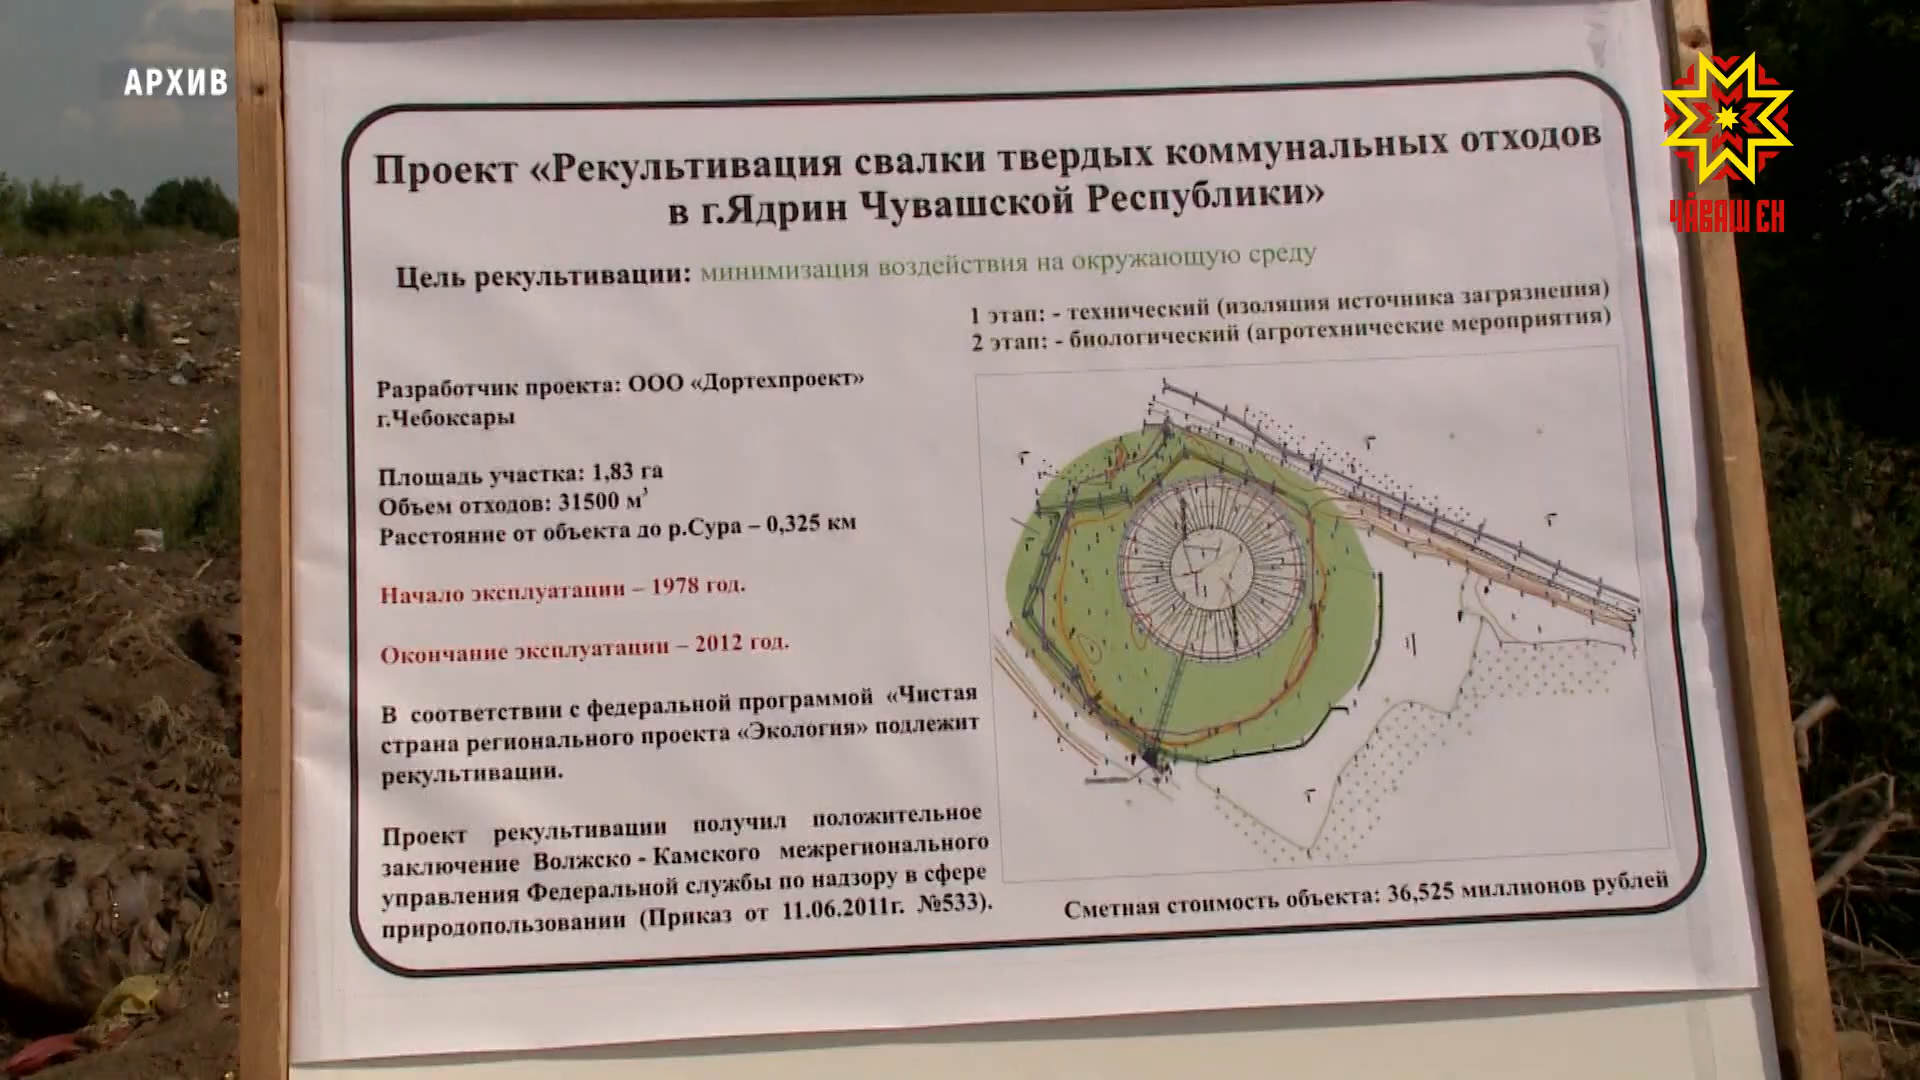 АРХИВ
ЧӐВАШ ЕН
Проект «Рекультивация свалки твердых коммунальных отходов
в г.Ядрин Чувашской Республики»
Цель рекультивации: минимизация воздействия на окружающую среду
1 этап: - технический (изоляция источника загрязнения)
2 этап: - биологический (агротехнические мероприятия)
Разработчик проекта: ООО «Дортехпроект»
г.Чебоксары
Площадь участка: 1,83 га
Объем отходов: 31500 м³
Расстояние от объекта до р.Сура – 0,325 км
Начало эксплуатации – 1978 год.
Окончание эксплуатации – 2012 год.
В соответствии с федеральной программой «Чистая
страна регионального проекта «Экология» подлежит
рекультивации.
Проект рекультивации получил положительное
заключение Волжско - Камского межрегионального
управления Федеральной службы по надзору в сфере
природопользовании (Приказ от 11.06.2011г. №533).
Сметная стоимость объекта: 36,525 миллионов рублей